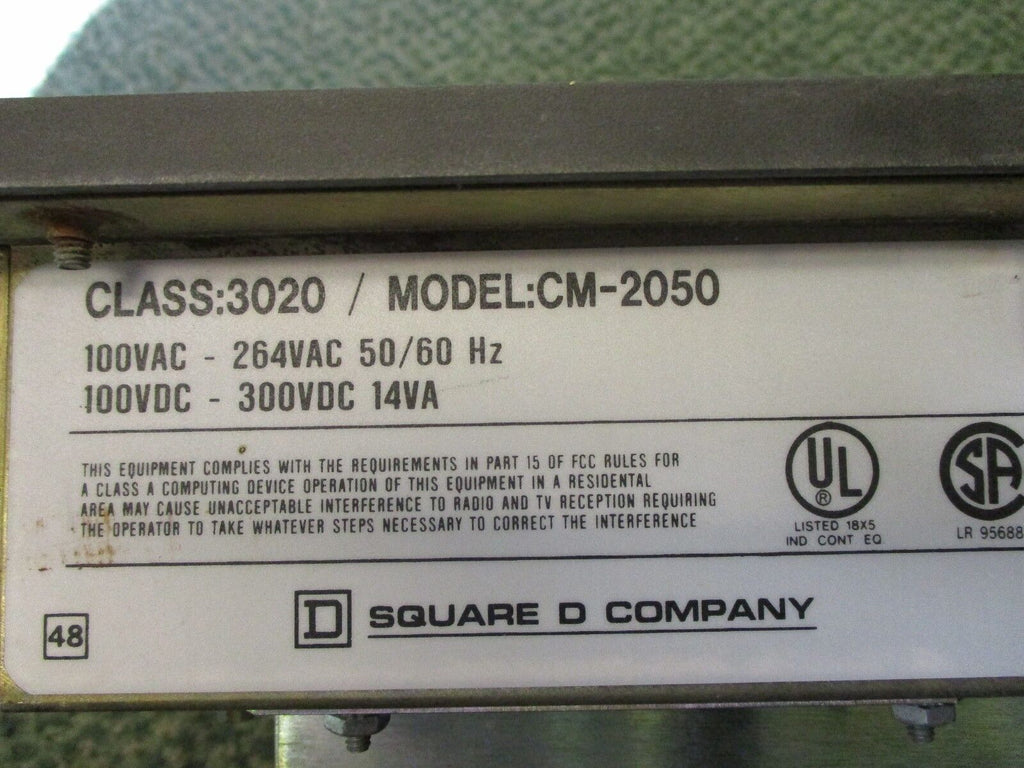 CLASS:3020 / MODEL:CM-2050
100VAC - 264VAC 50/60 Hz
100VDC - 300VDC 14VA
THIS EQUIPMENT COMPLIES WITH THE REQUIREMENTS IN PART 15 OF FCC RULES FOR
A CLASS A COMPUTING DEVICE OPERATION OF THIS EQUIPMENT IN A RESIDENTAL
AREA MAY CAUSE UNACCEPTABLE INTERFERENCE TO RADIO AND TV RECEPTION REQUIRING
THE OPERATOR TO TAKE WHATEVER STEPS NECESSARY TO CORRECT THE INTERFERENCE
UL
®
LISTED 18X5
IND CONT EQ
SA
LR 95688
48
D SQUARE D COMPANY